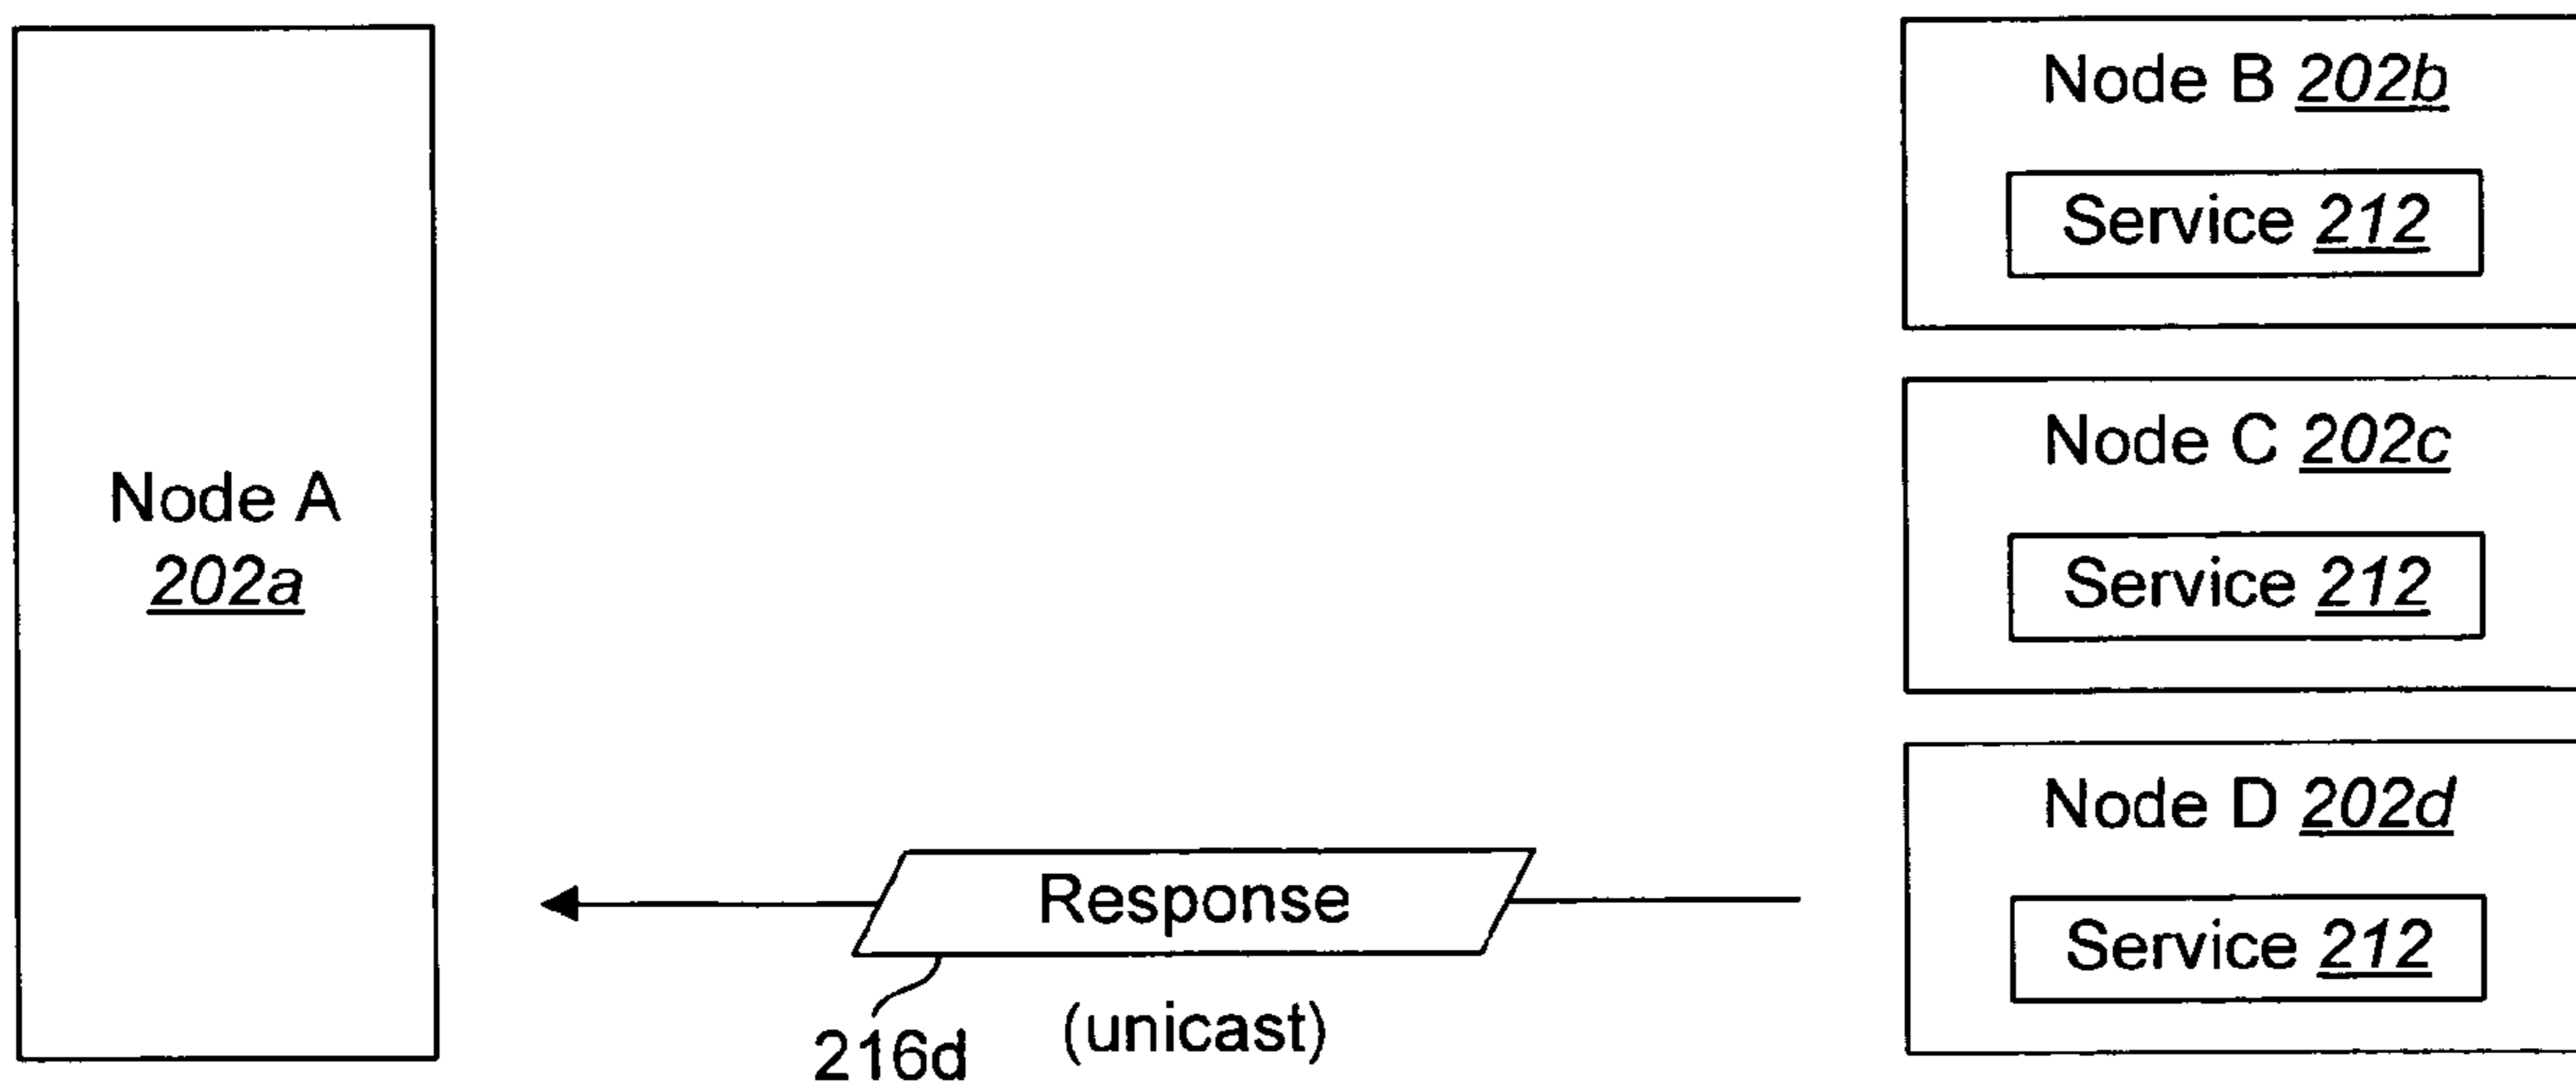 Node A
202a
Node B 202b
Service 212
Node C 202c
Service 212
Node D 202d
Service 212
Response
216d
(unicast)